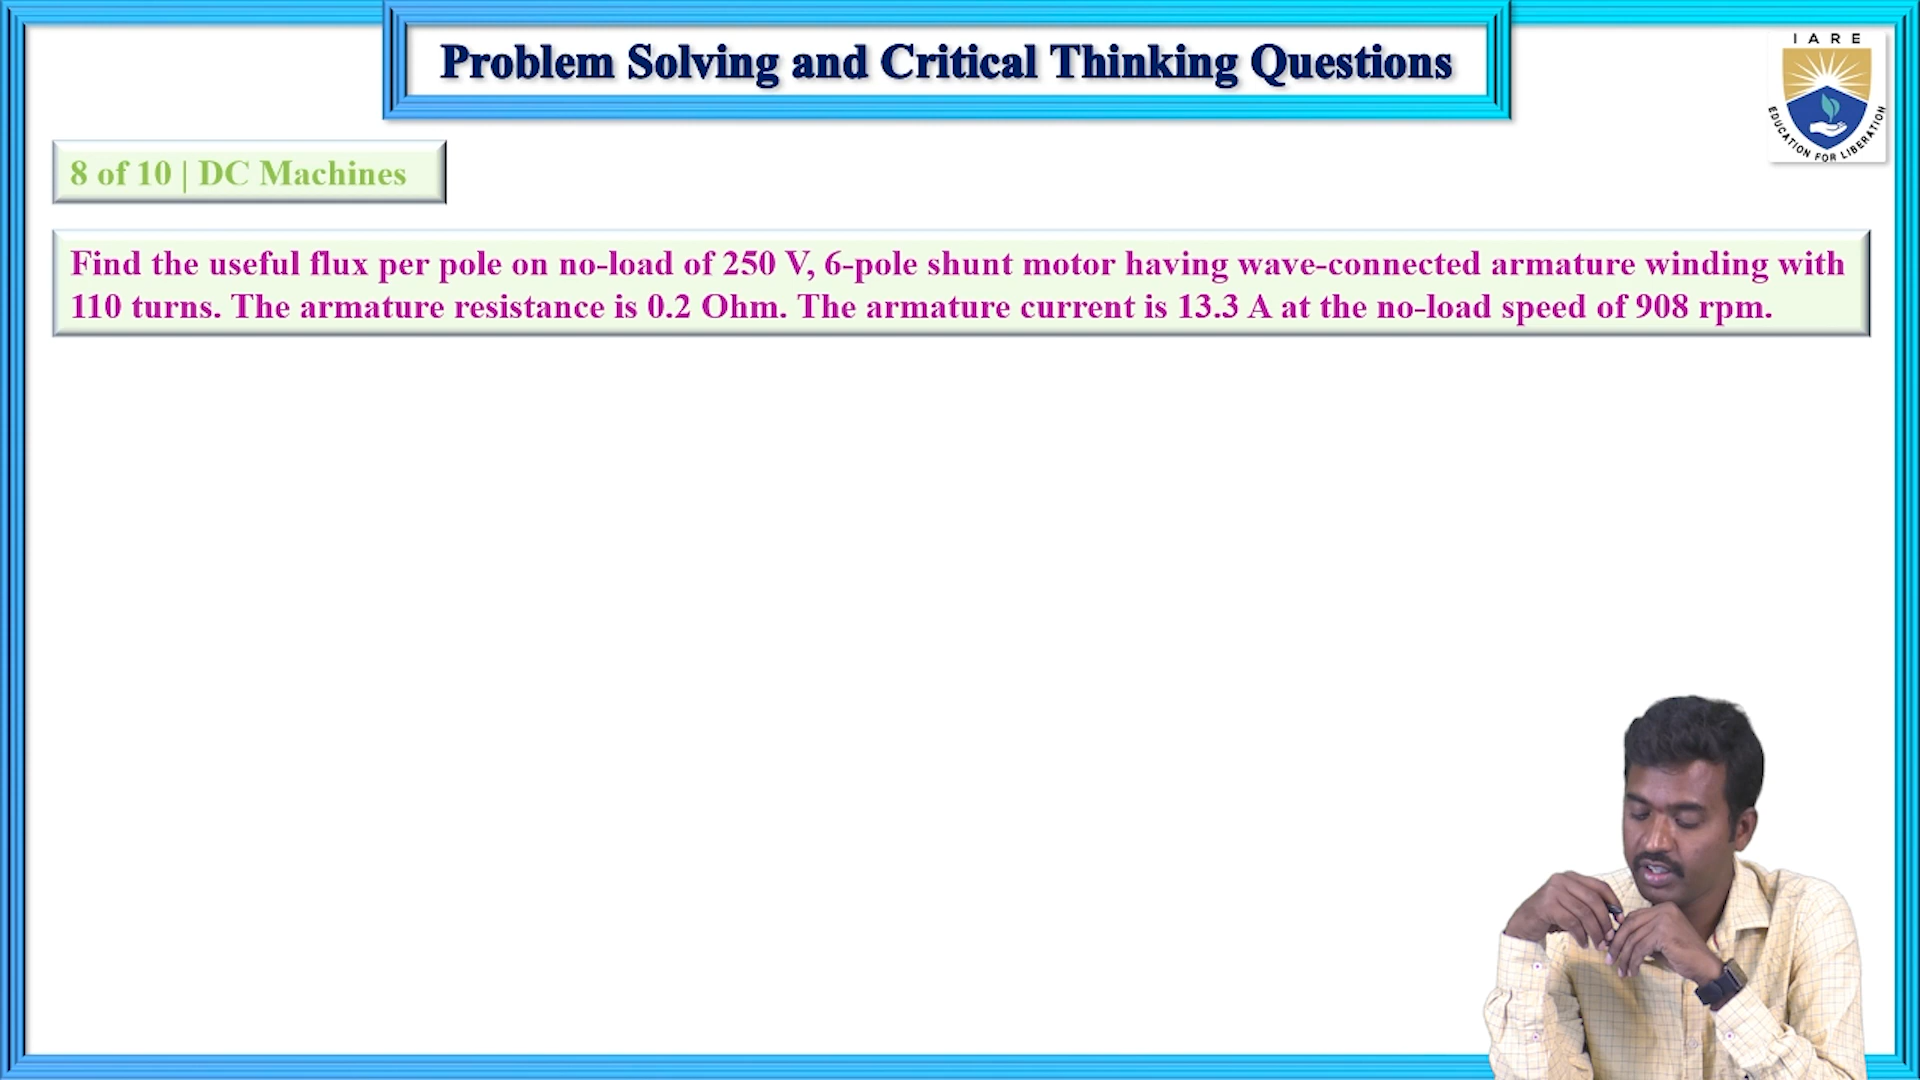 Problem Solving and Critical Thinking Questions
I A R E
EDUCATION FOR LIBERATION
8 of 10 | DC Machines
Find the useful flux per pole on no-load of 250 V, 6-pole shunt motor having wave-connected armature winding with
110 turns. The armature resistance is 0.2 Ohm. The armature current is 13.3 A at the no-load speed of 908 rpm.